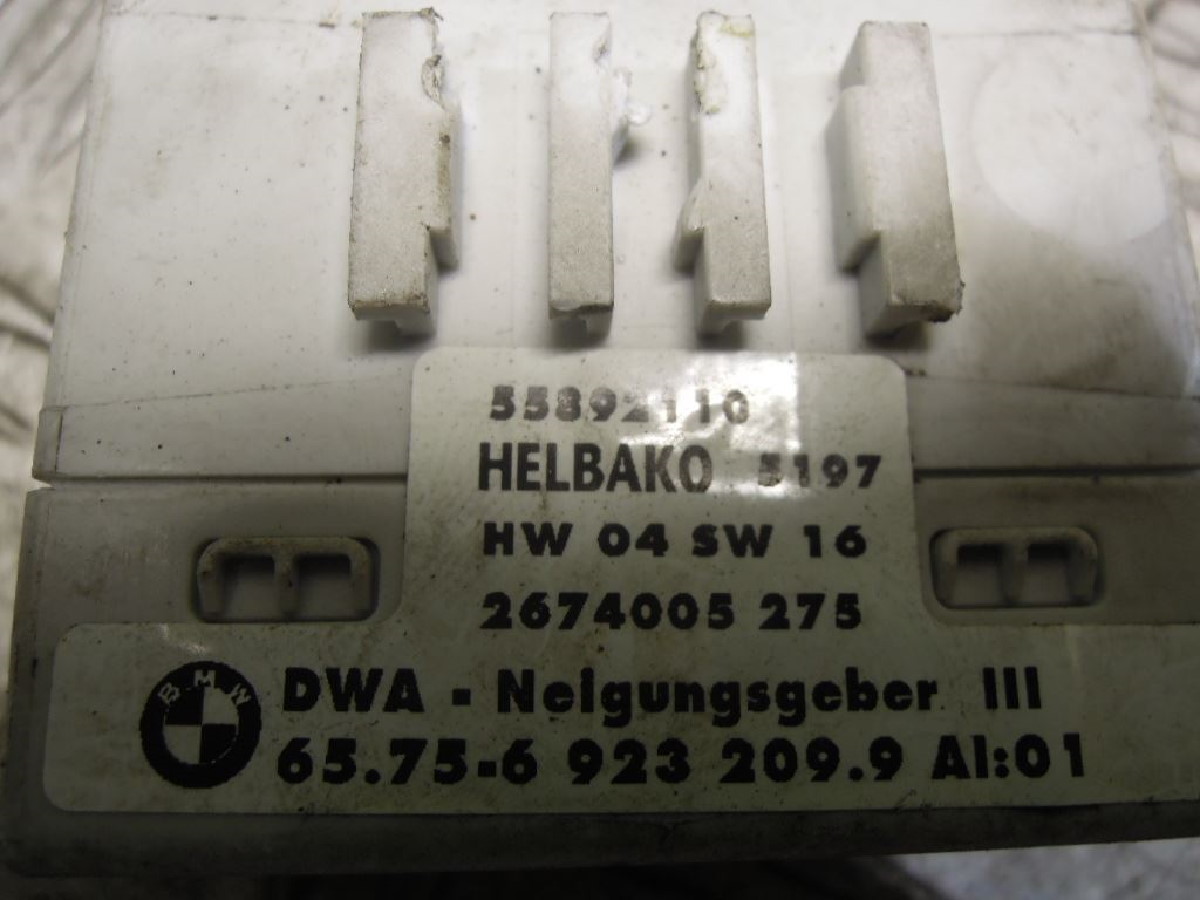 55892110
HELBAKO 5197
HW 04 SW 16
2674005 275
BMW
DWA - Neigungsgeber III
65.75-6 923 209.9 AI:01